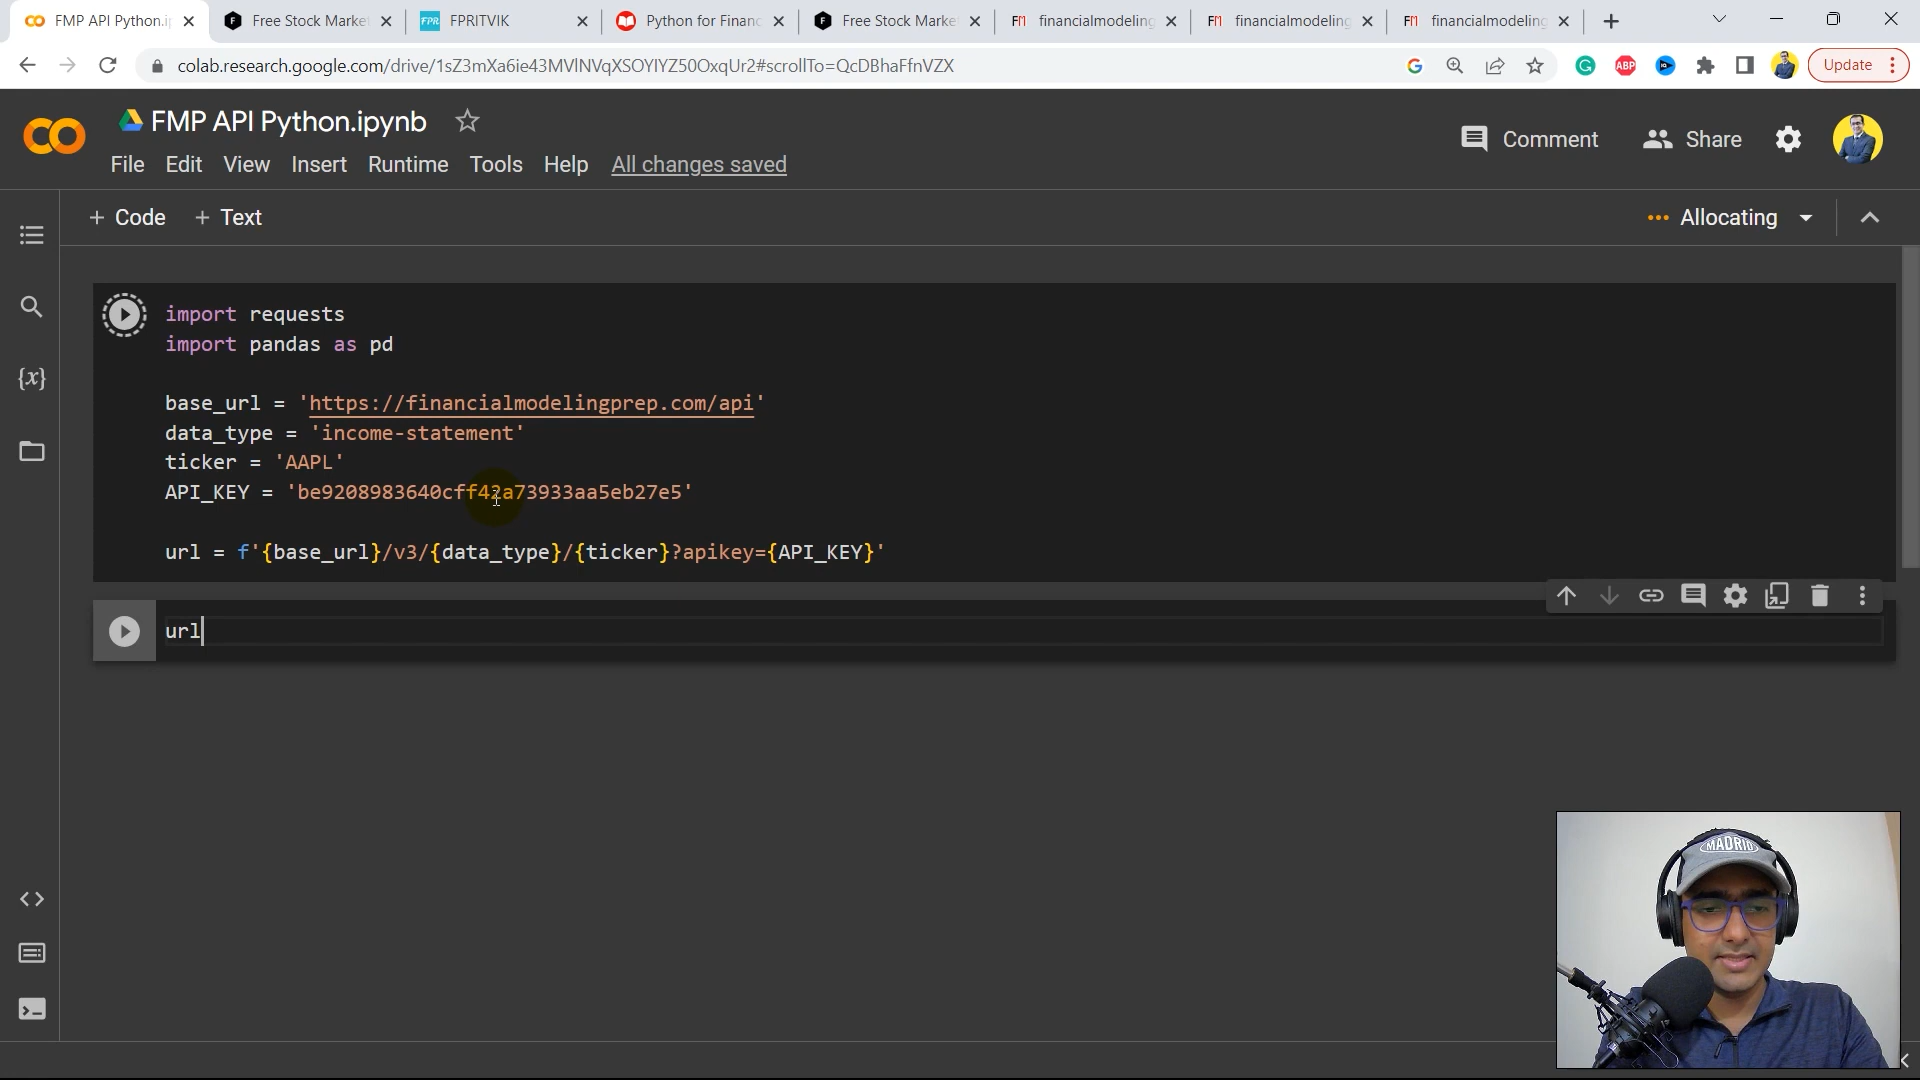 FMP API Python.i
Free Stock Marke
FPR
FPRITVIK
Python for Financ
Free Stock Marke
financialmodeling
financialmodeling
financialmodeling
colab.research.google.com/drive/1sZ3mXa6ie43MVlNVqXSOYIYZ50OxqUr2#scrollTo=QcDBhaFfnVZX
ABP
Update
FMP API Python.ipynb
Comment
Share
File Edit View Insert Runtime Tools Help All changes saved
+ Code + Text
Allocating
import requests
import pandas as pd
base_url = 'https://financialmodelingprep.com/api'
data_type = 'income-statement'
ticker = 'AAPL'
API_KEY = 'be9208983640cff42a73933aa5eb27e5'
url = f'{base_url}/v3/{data_type}/{ticker}?apikey={API_KEY}'
url
MADRID